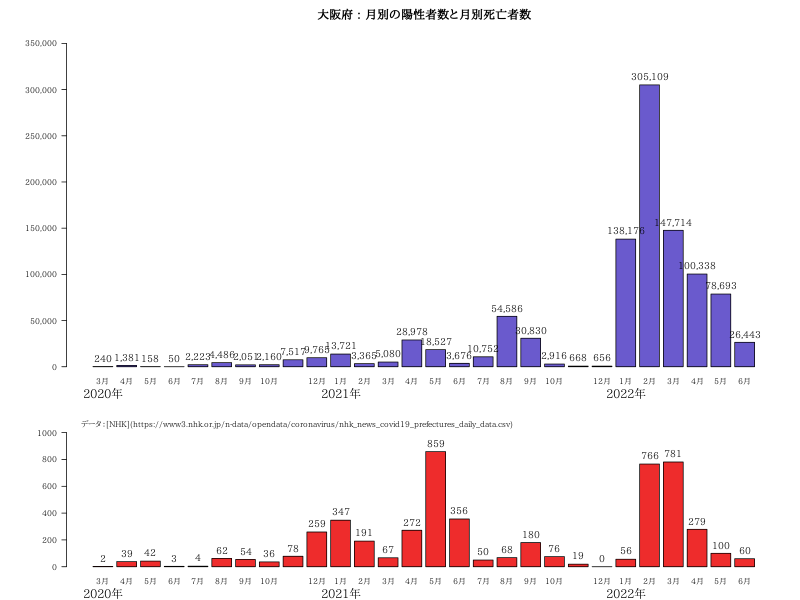 大阪府 : 月別の陽性者数と月別死亡者数
350,000
300,000
250,000
200,000
150,000
100,000
50,000
0
240 1,381 158 50 2,223 4,486 2,051 2,160 7,517 9,765 13,721 3,365 5,080 28,978 18,527 3,676 10,752 54,586 30,830 2,916 668 656 138,176 305,109 147,714 100,338 78,693 26,443
3月 4月 5月 6月 7月 8月 9月 10月 12月 1月 2月 3月 4月 5月 6月 7月 8月 9月 10月 12月 1月 2月 3月 4月 5月 6月
2020年 2021年 2022年
データ:[NHK](https://www3.nhk.or.jp/n-data/opendata/coronavirus/nhk_news_covid19_prefectures_daily_data.csv)
1000
800
600
400
200
0
2 39 42 3 4 62 54 36 78 259 347 191 67 272 859 356 50 68 180 76 19 0 56 766 781 279 100 60
3月 4月 5月 6月 7月 8月 9月 10月 12月 1月 2月 3月 4月 5月 6月 7月 8月 9月 10月 12月 1月 2月 3月 4月 5月 6月
2020年 2021年 2022年